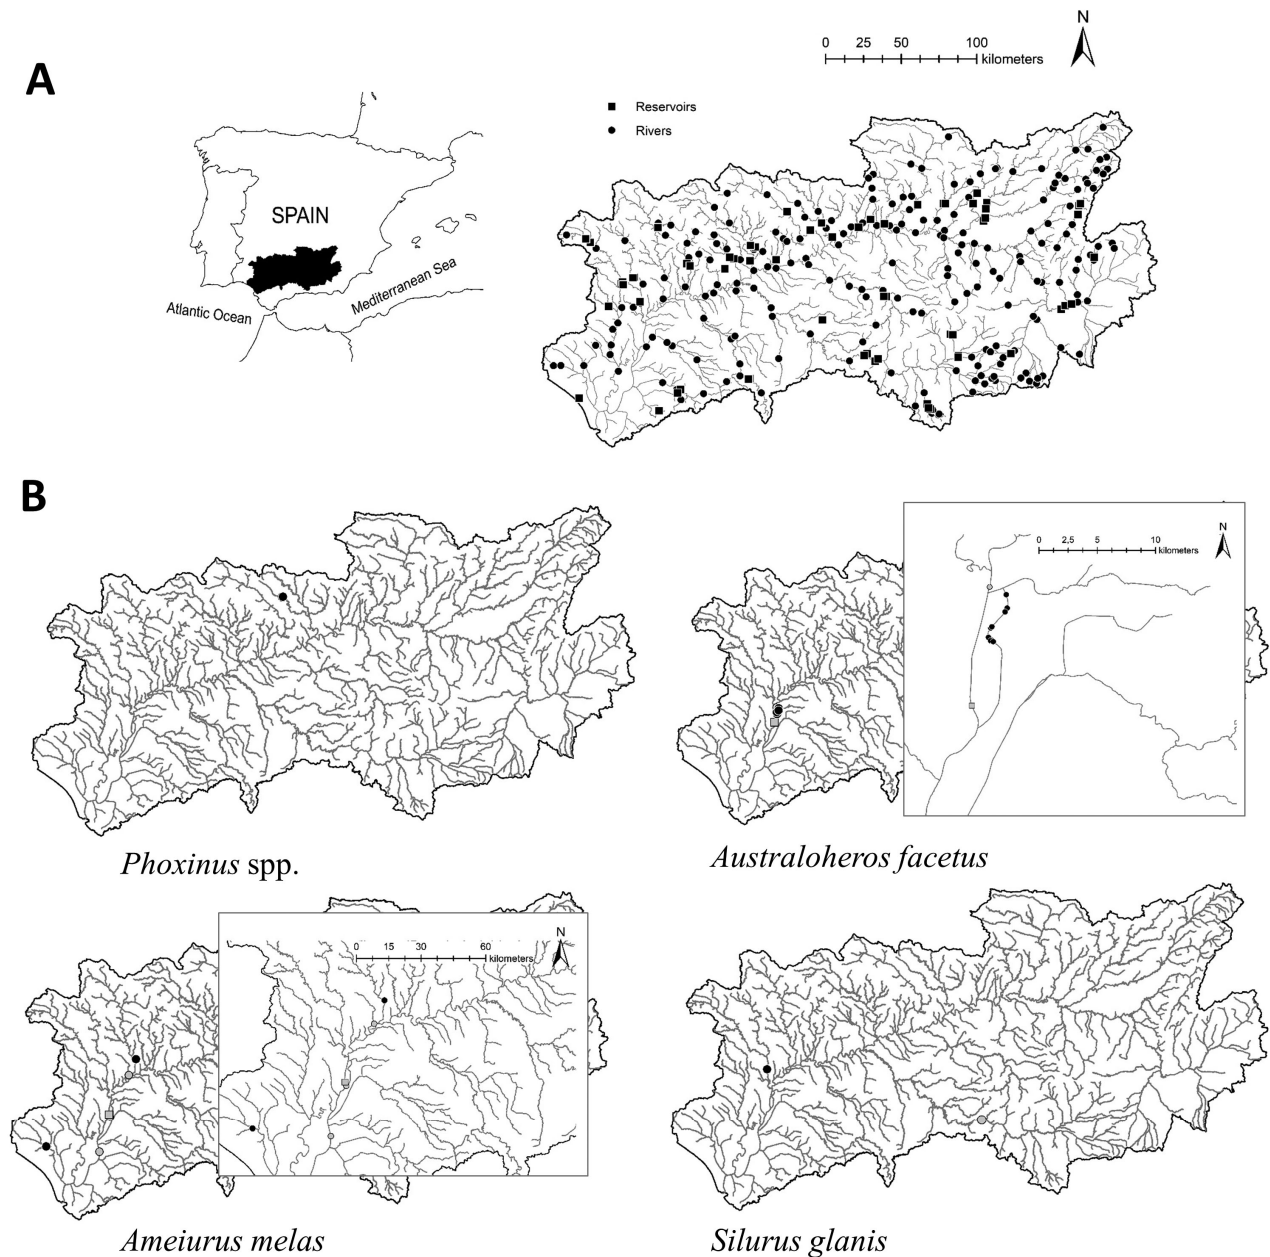 N
0 25 50 100
kilometers
A
Reservoirs
Rivers
SPAIN
Mediterranean Sea
Atlantic Ocean
B
N
0 2,5 5 10
kilometers
Phoxinus spp.
Australoheros facetus
N
0 15 30 60
kilometers
Ameiurus melas
Silurus glanis